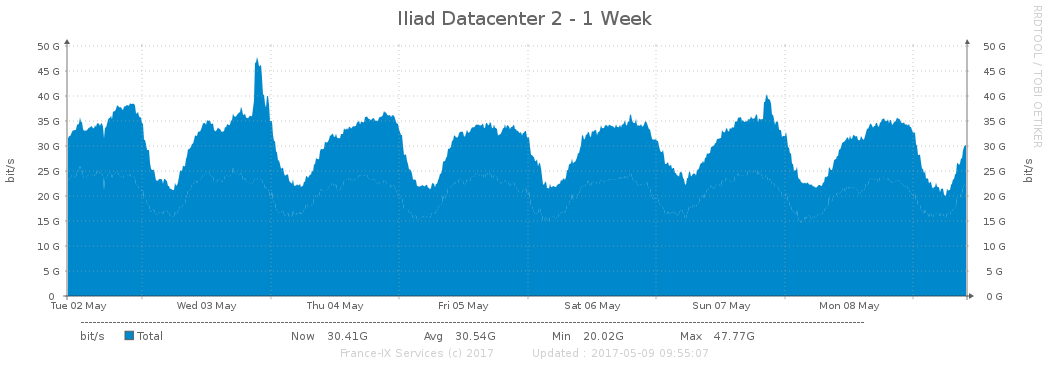 Iliad Datacenter 2 - 1 Week
RRDTOOL / TOBI OETIKER
50 G 50 G
45 G 45 G
40 G 40 G
35 G 35 G
30 G 30 G
25 G 25 G
20 G 20 G
15 G 15 G
10 G 10 G
5 G 5 G
0 0 G
bit/s
bit/s
Tue 02 May Wed 03 May Thu 04 May Fri 05 May Sat 06 May Sun 07 May Mon 08 May
bit/s Total Now 30.41G Avg 30.54G Min 20.02G Max 47.77G
France-IX Services (c) 2017 Updated : 2017-05-09 09:55:07